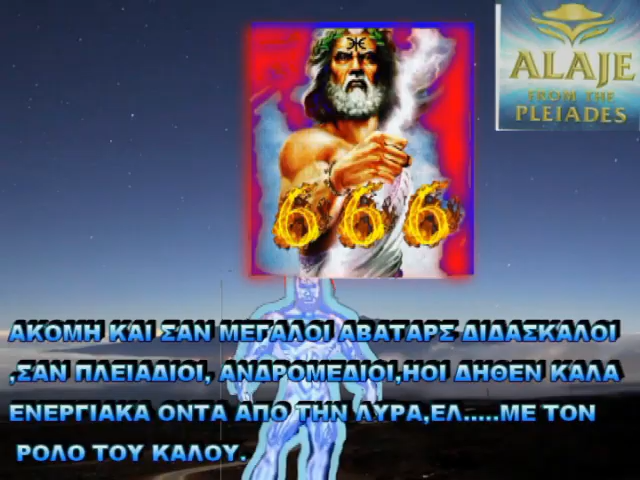 ALAJE
FROM THE
PLEIADES
666
ΑΚΟΜΗ ΚΑΙ ΣΑΝ ΜΕΓΑΛΟΙ ΑΒΑΤΑΡΣ ΔΙΔΑΣΚΑΛΟΙ
,ΣΑΝ ΠΛΕΙΑΔΙΟΙ, ΑΝΔΡΟΜΕΔΙΟΙ,ΗΟΙ ΔΗΘΕΝ ΚΑΛΑ
ΕΝΕΡΓΙΑΚΑ ΟΝΤΑ ΑΠΟ ΤΗΝ ΛΥΡΑ,ΕΛ.....ΜΕ ΤΟΝ
ΡΟΛΟ ΤΟΥ ΚΑΛΟΥ.